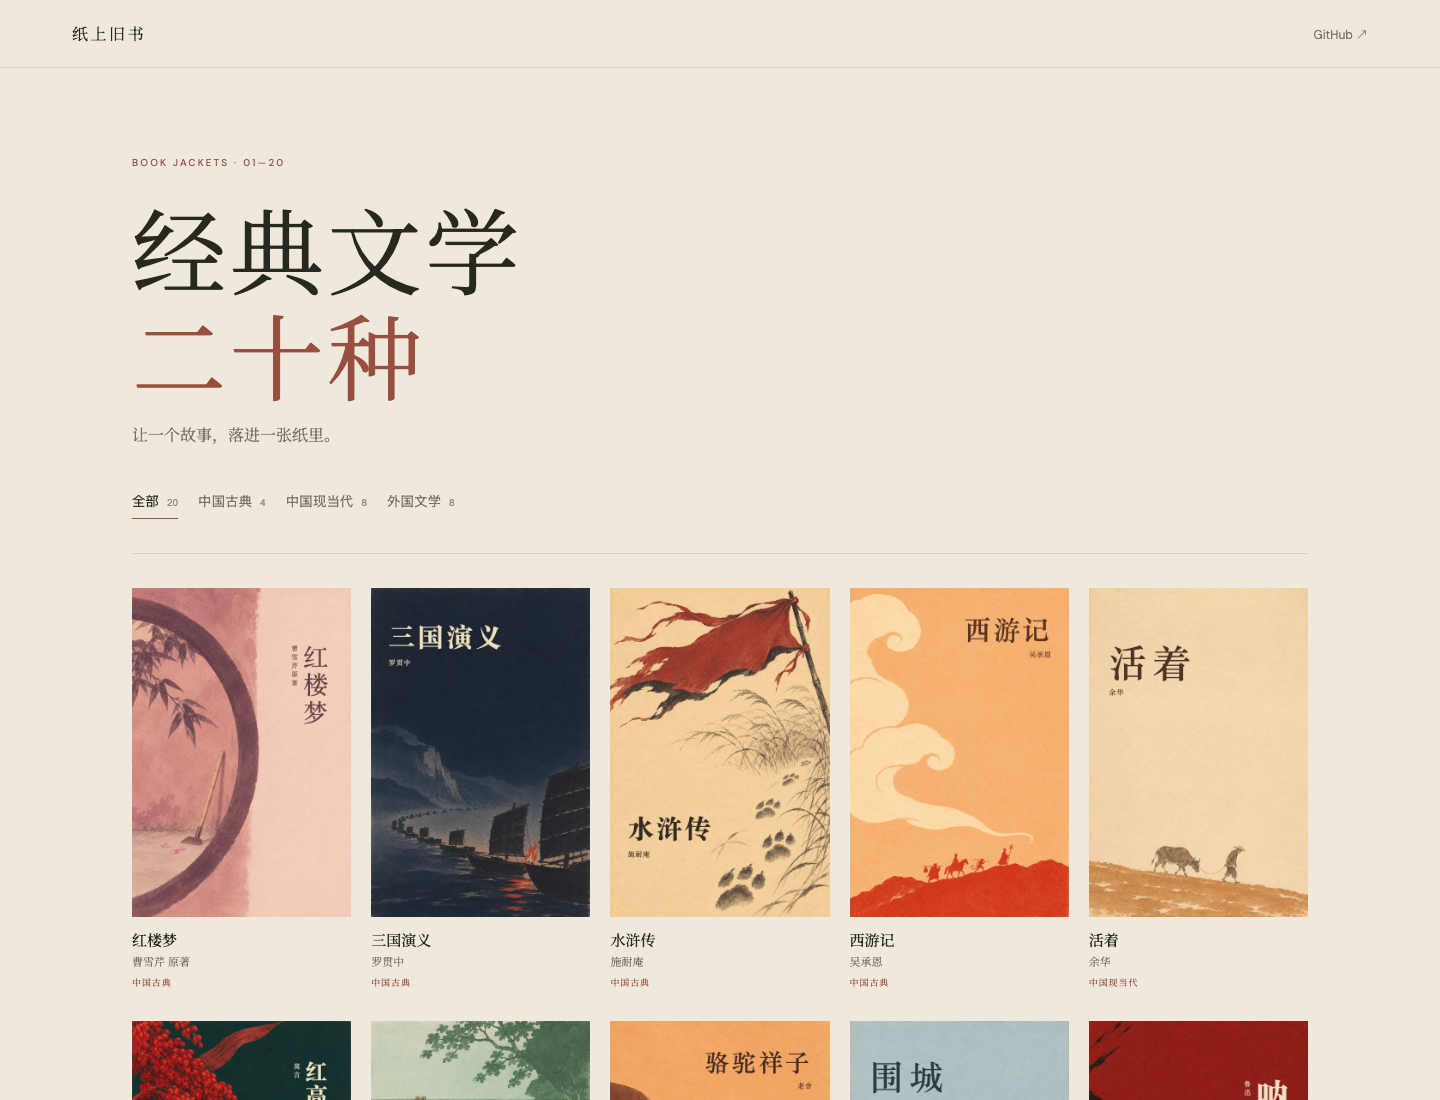 纸上旧书
GitHub ↗
BOOK JACKETS · 01—20
经典文学
二十种
让一个故事，落进一张纸里。
全部 20 中国古典 4 中国现当代 8 外国文学 8
红楼梦
曹雪芹 原著
三国演义
罗贯中
水浒传
施耐庵
西游记
吴承恩
活着
余华
红楼梦
曹雪芹 原著
中国古典
三国演义
罗贯中
中国古典
水浒传
施耐庵
中国古典
西游记
吴承恩
中国古典
活着
余华
中国现当代
红高
莫言
骆驼祥子
老舍
围城
呐
鲁迅